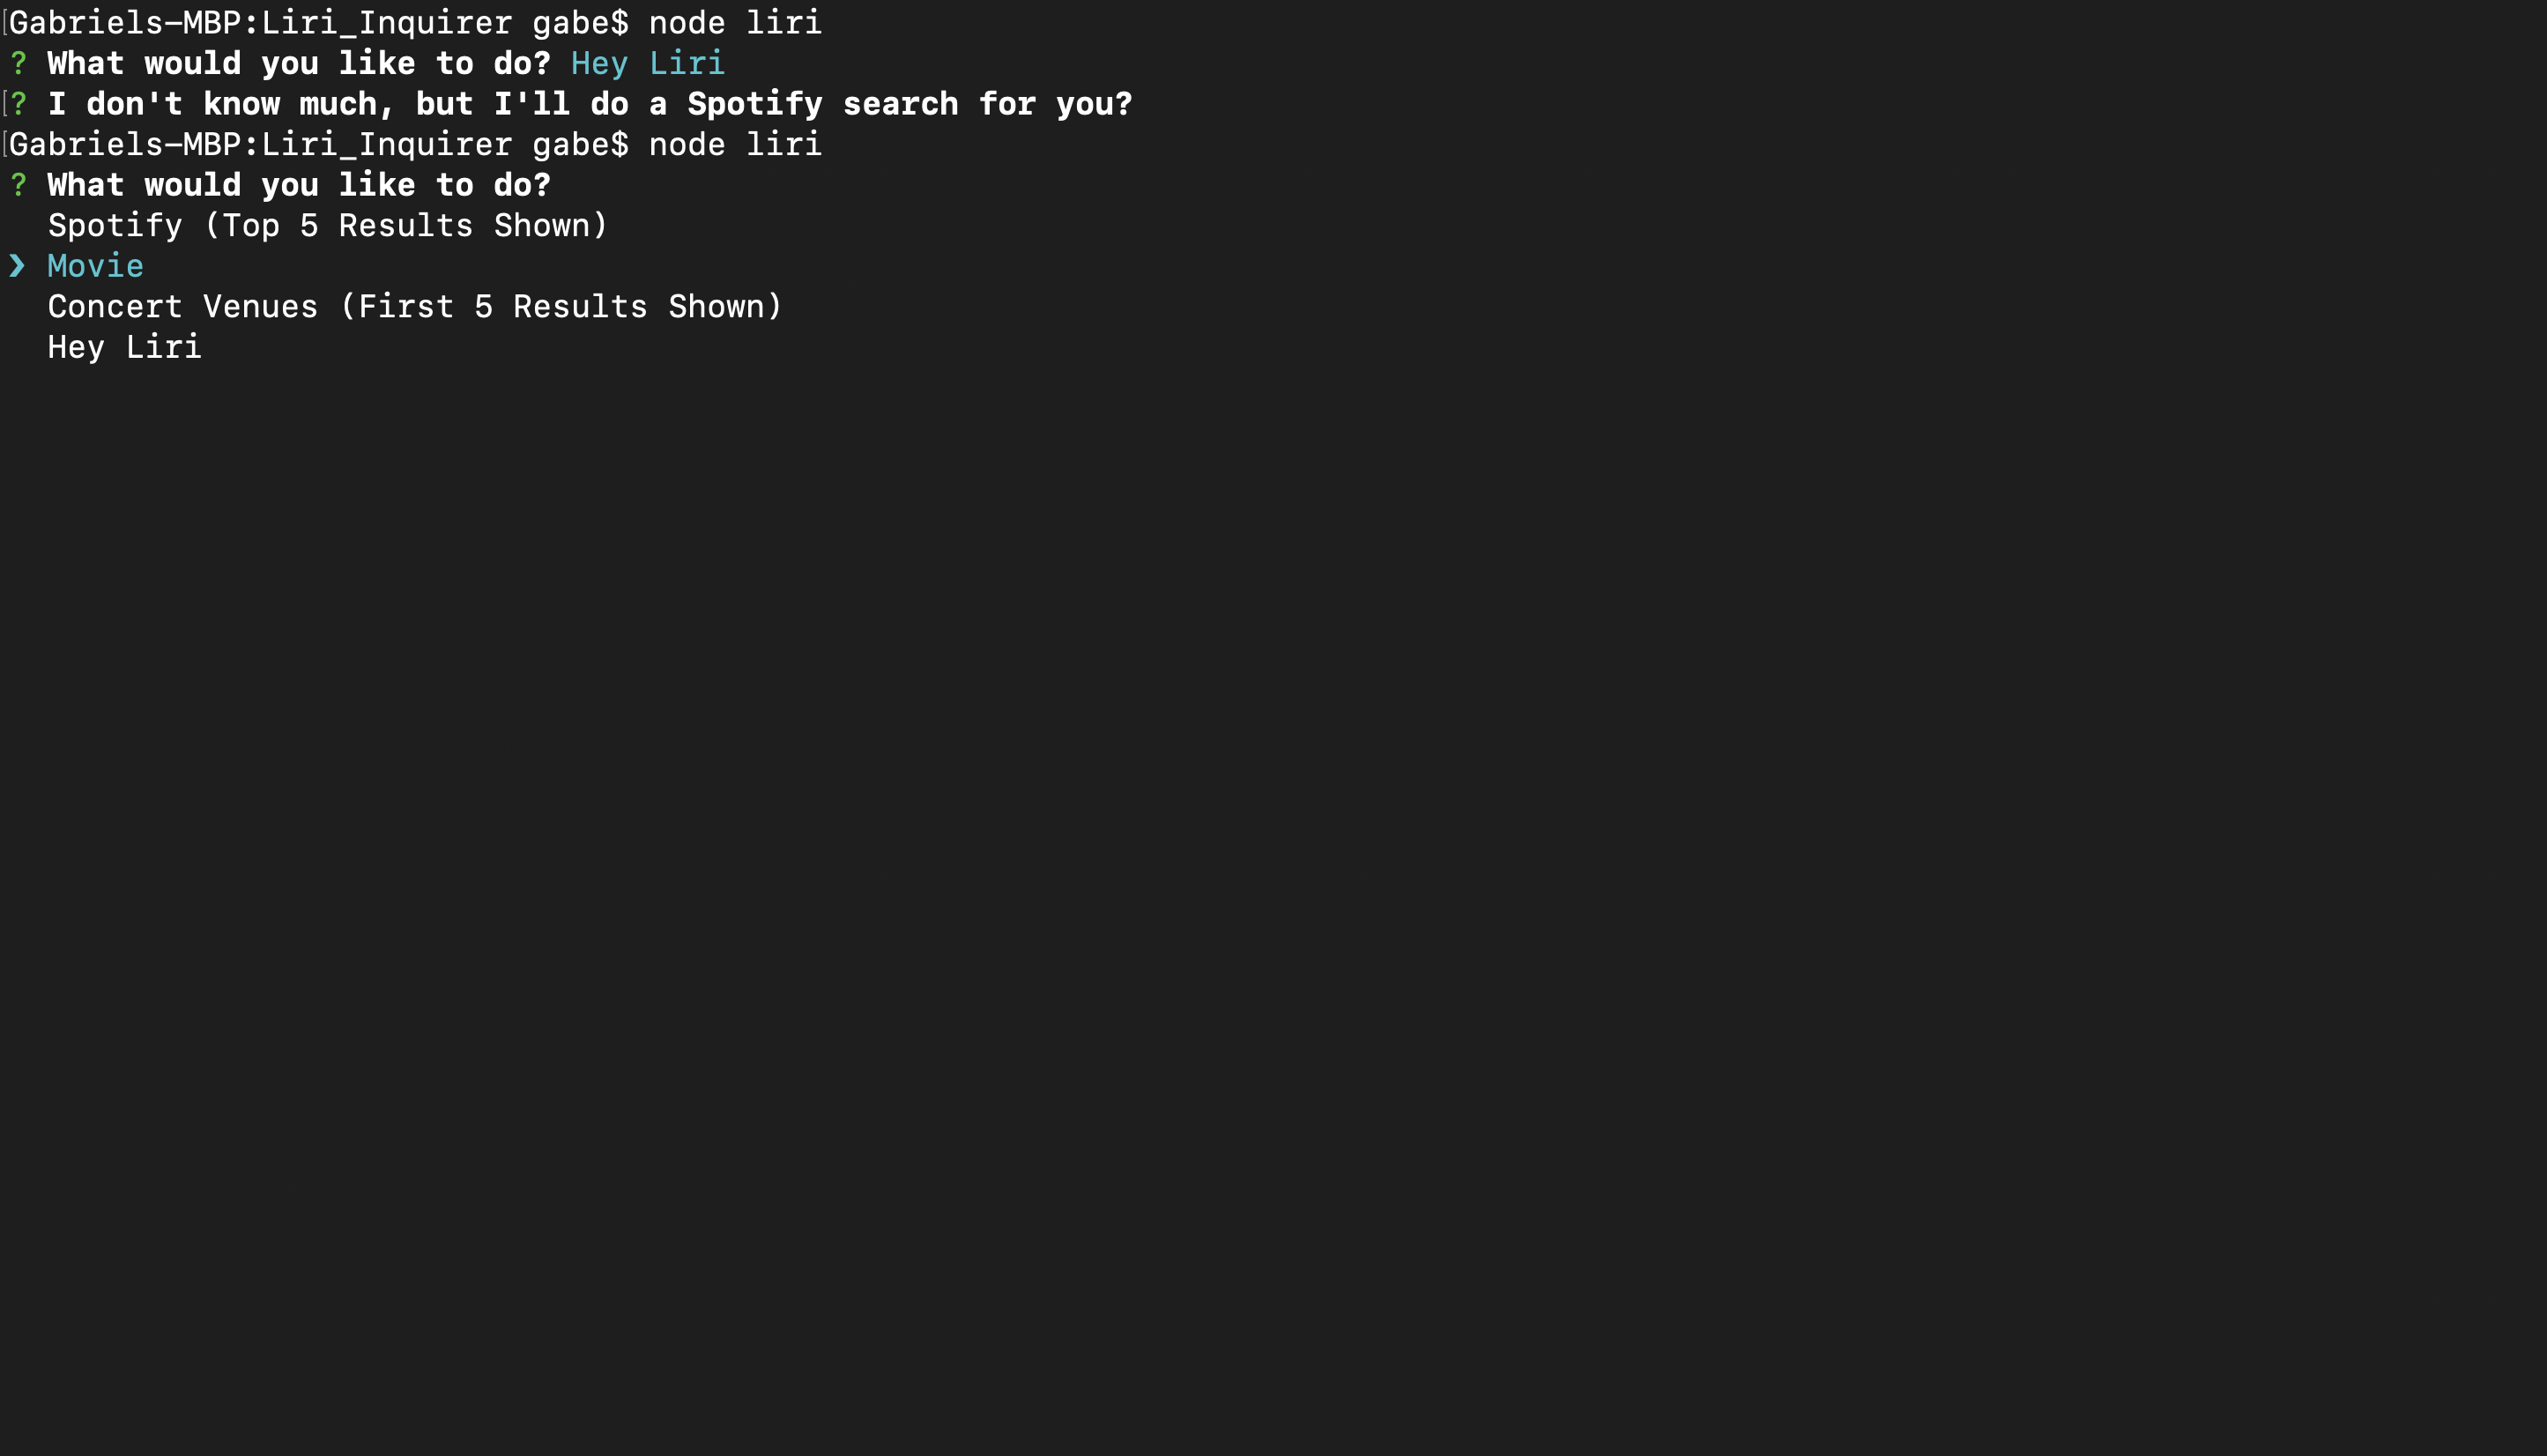 [Gabriels-MBP:Liri_Inquirer gabe$ node liri
? What would you like to do? Hey Liri
[? I don't know much, but I'll do a Spotify search for you?
[Gabriels-MBP:Liri_Inquirer gabe$ node liri
? What would you like to do?
Spotify (Top 5 Results Shown)
❯ Movie
Concert Venues (First 5 Results Shown)
Hey Liri